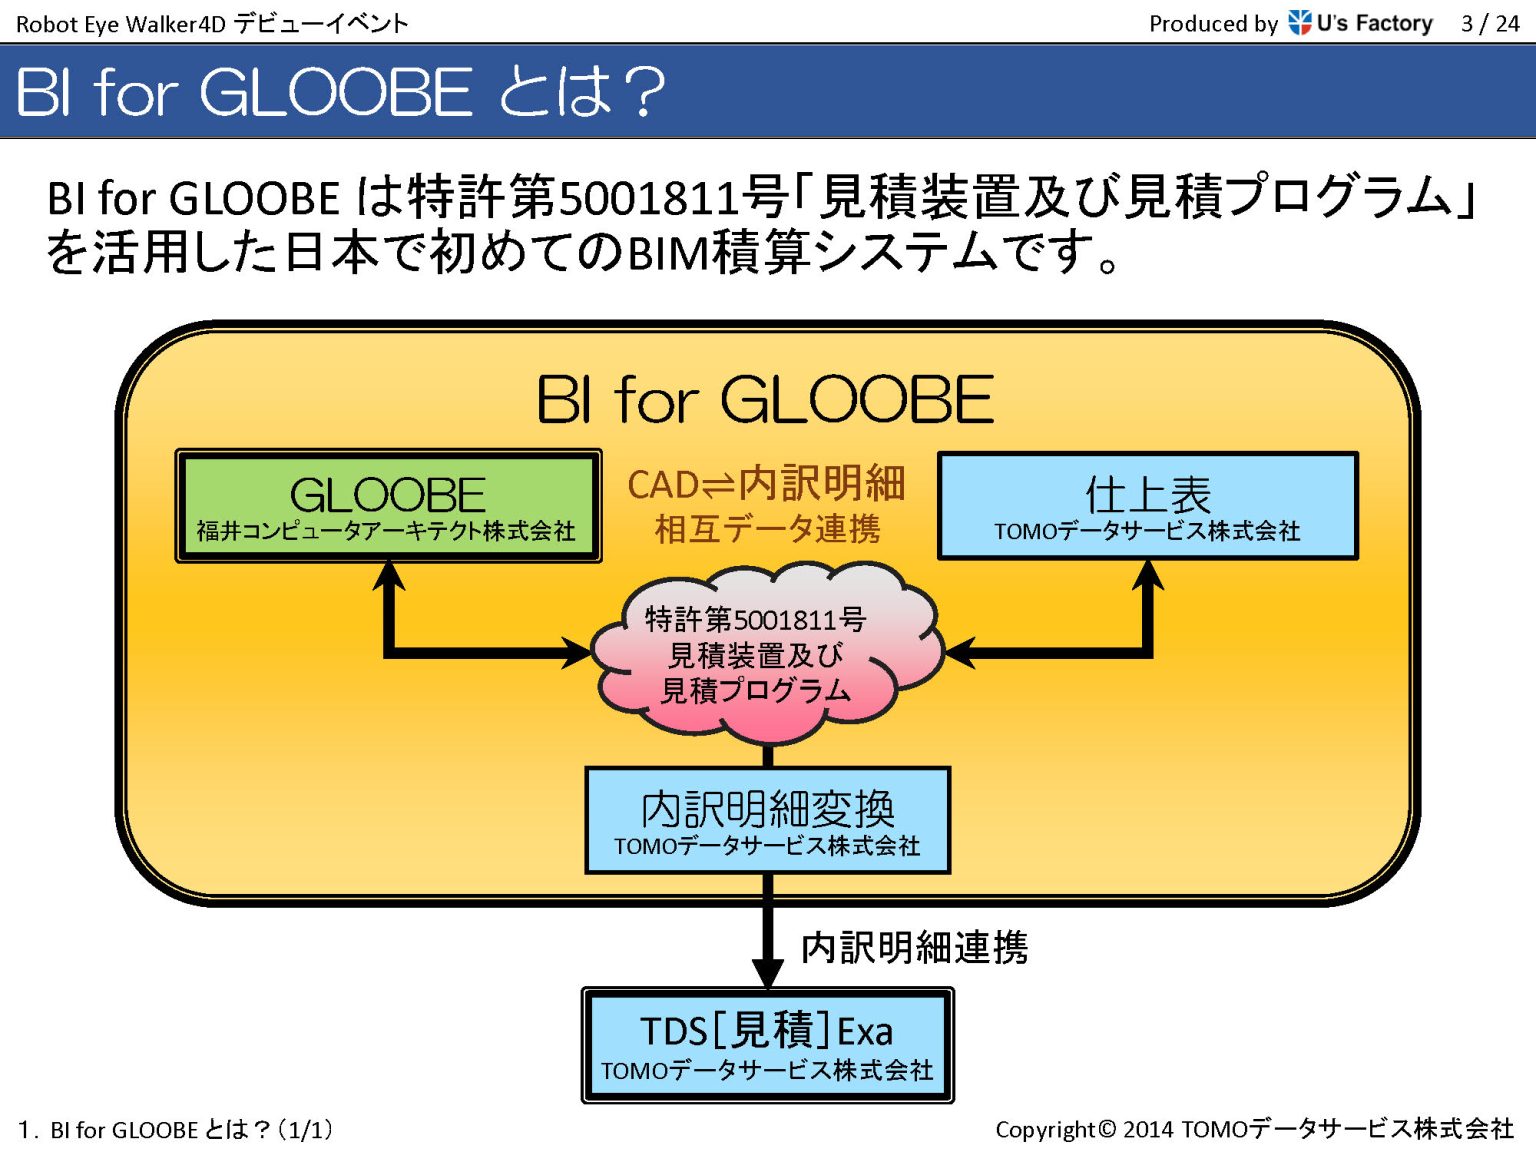 Robot Eye Walker4D デビューイベント
Produced by U's Factory 3 / 24
BI for GLOOBE とは？
BI for GLOOBE は特許第5001811号「見積装置及び見積プログラム」
を活用した日本で初めてのBIM積算システムです。
BI for GLOOBE
GLOOBE
福井コンピュータアーキテクト株式会社
CAD⇌内訳明細
相互データ連携
仕上表
TOMOデータサービス株式会社
特許第5001811号
見積装置及び
見積プログラム
内訳明細変換
TOMOデータサービス株式会社
内訳明細連携
TDS[見積]Exa
TOMOデータサービス株式会社
1. BI for GLOOBE とは？（1/1）
Copyright© 2014 TOMOデータサービス株式会社